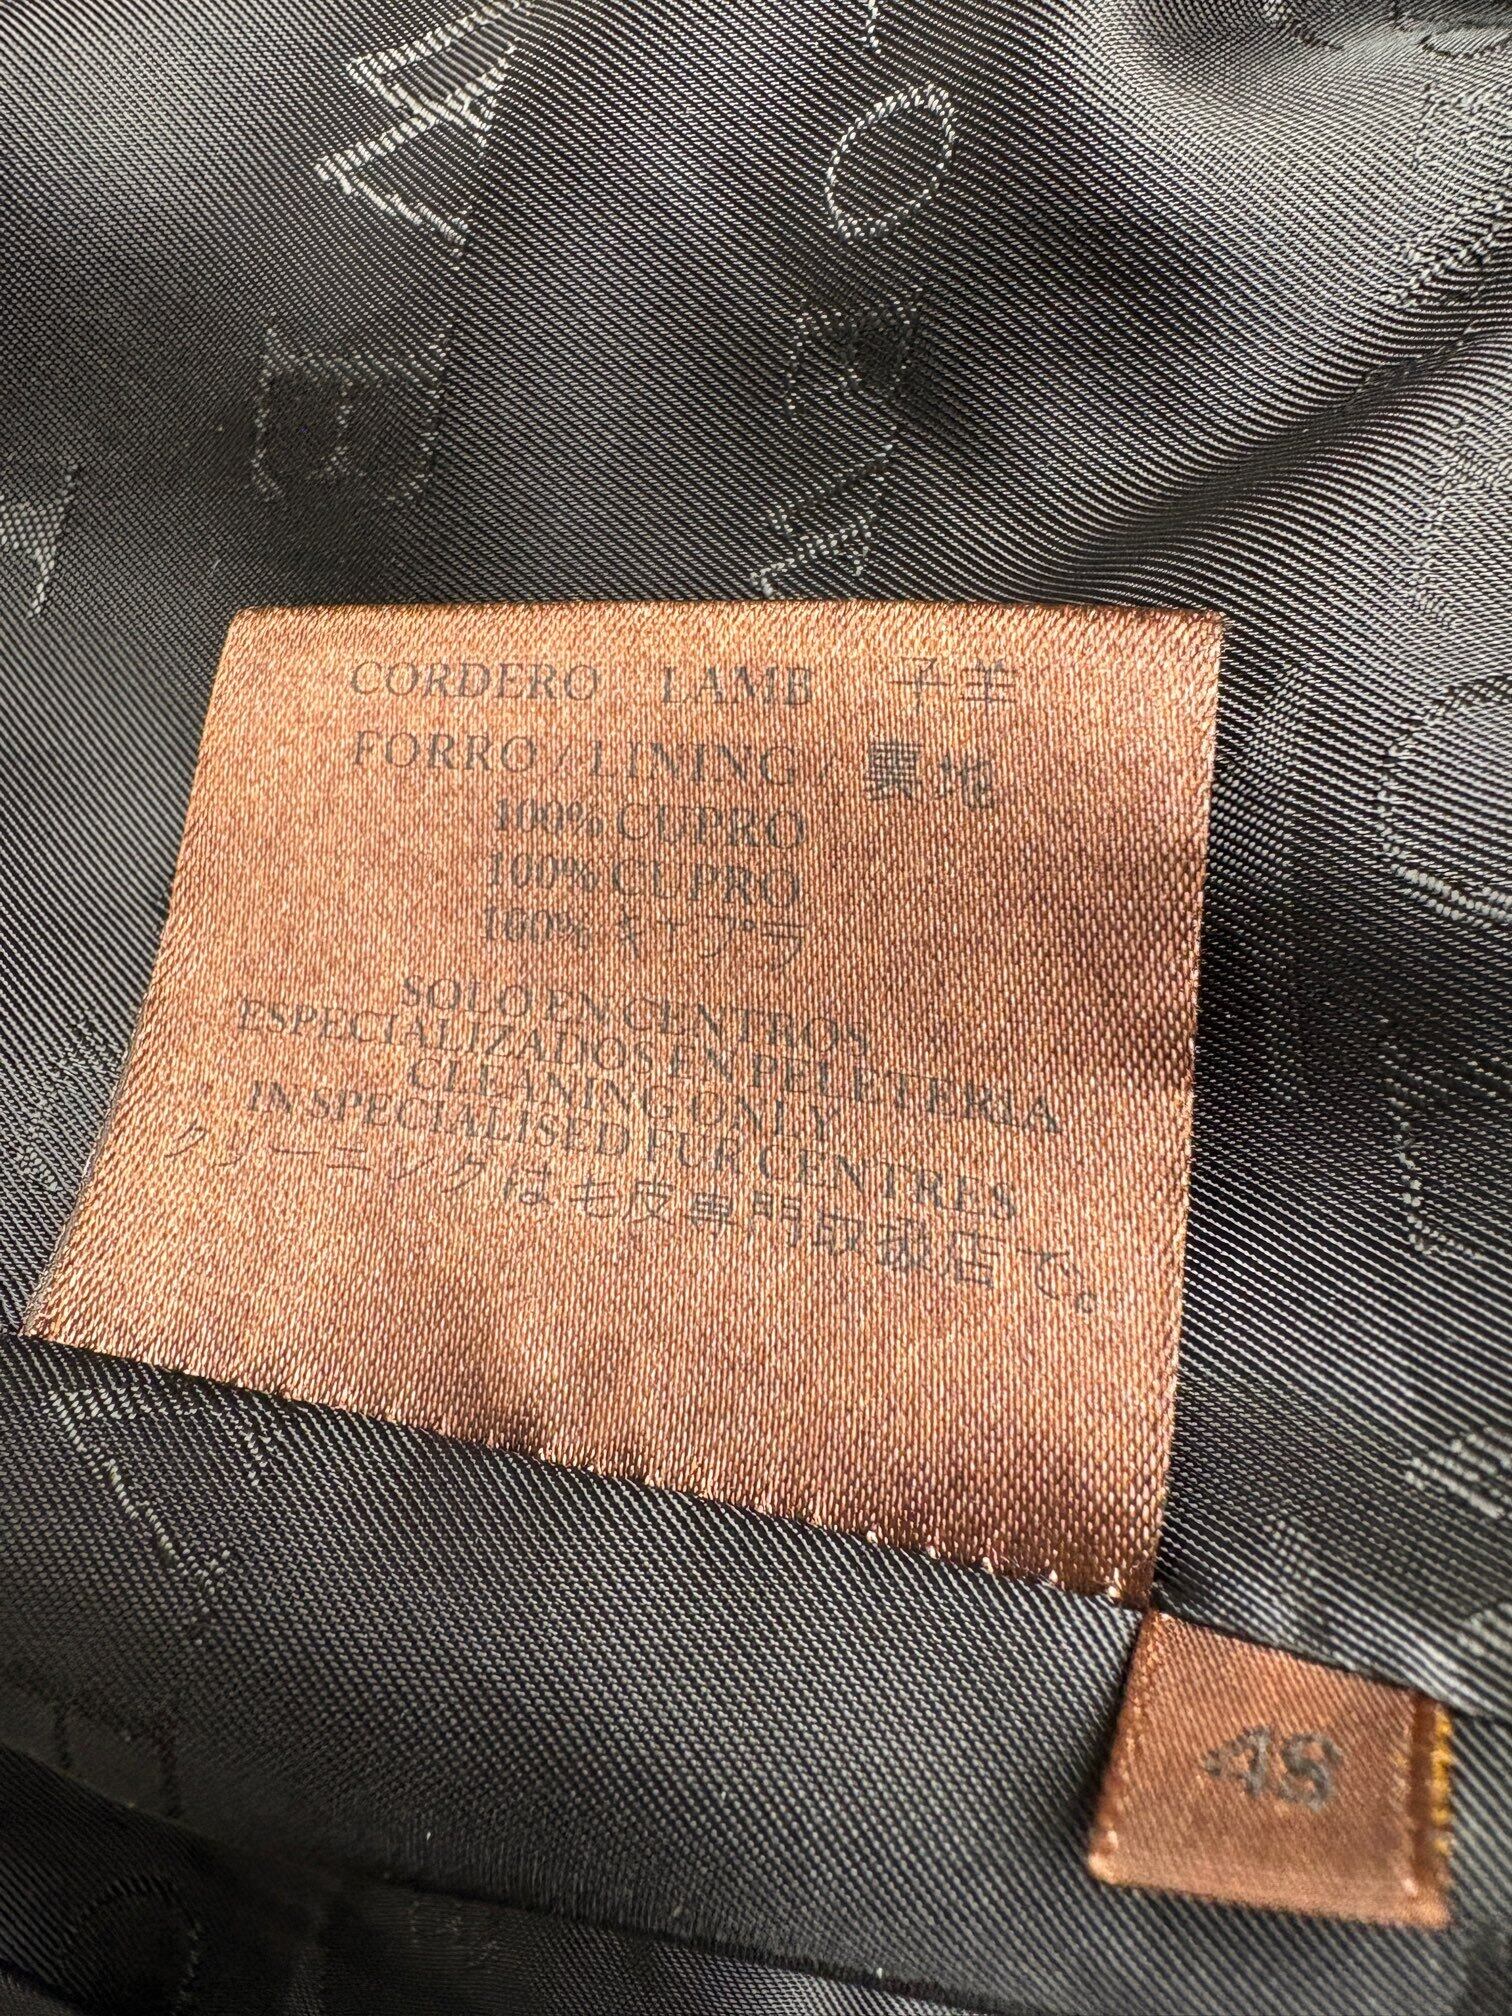 CORDERO LAMB 子羊
FORRO / LINING / 裏地
100% CUPRO
100% CUPRO
100% キュプラ
SOLO EN CENTROS
ESPECIALIZADOS EN PELETERIA
CLEANING ONLY
IN SPECIALISED FUR CENTRES
クリーニングは毛皮専門取扱店で。
48